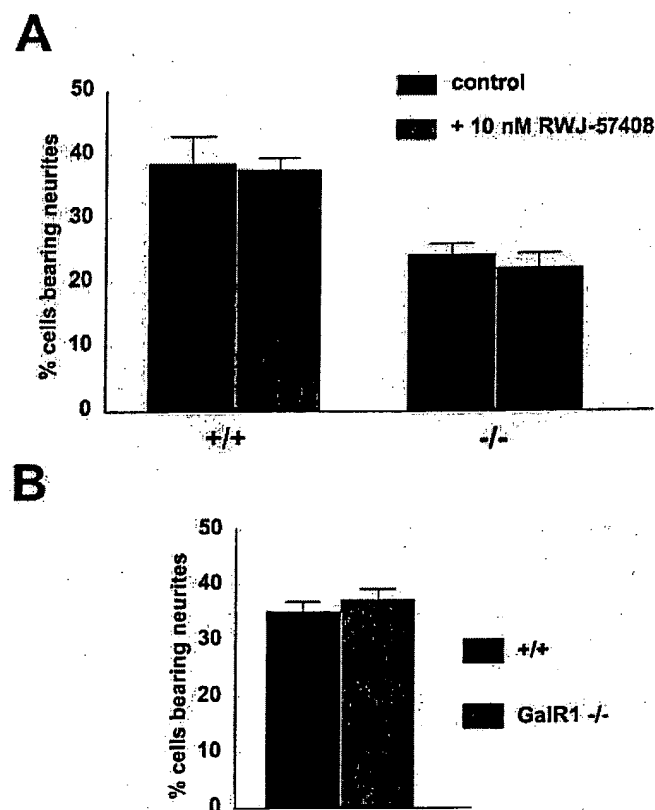 A
50
40
30
20
10
0
% cells bearing neurites
control
+ 10 nM RWJ-57408
+/+
-/-
B
50
40
30
20
10
0
% cells bearing neurites
+/+
GalR1 -/-